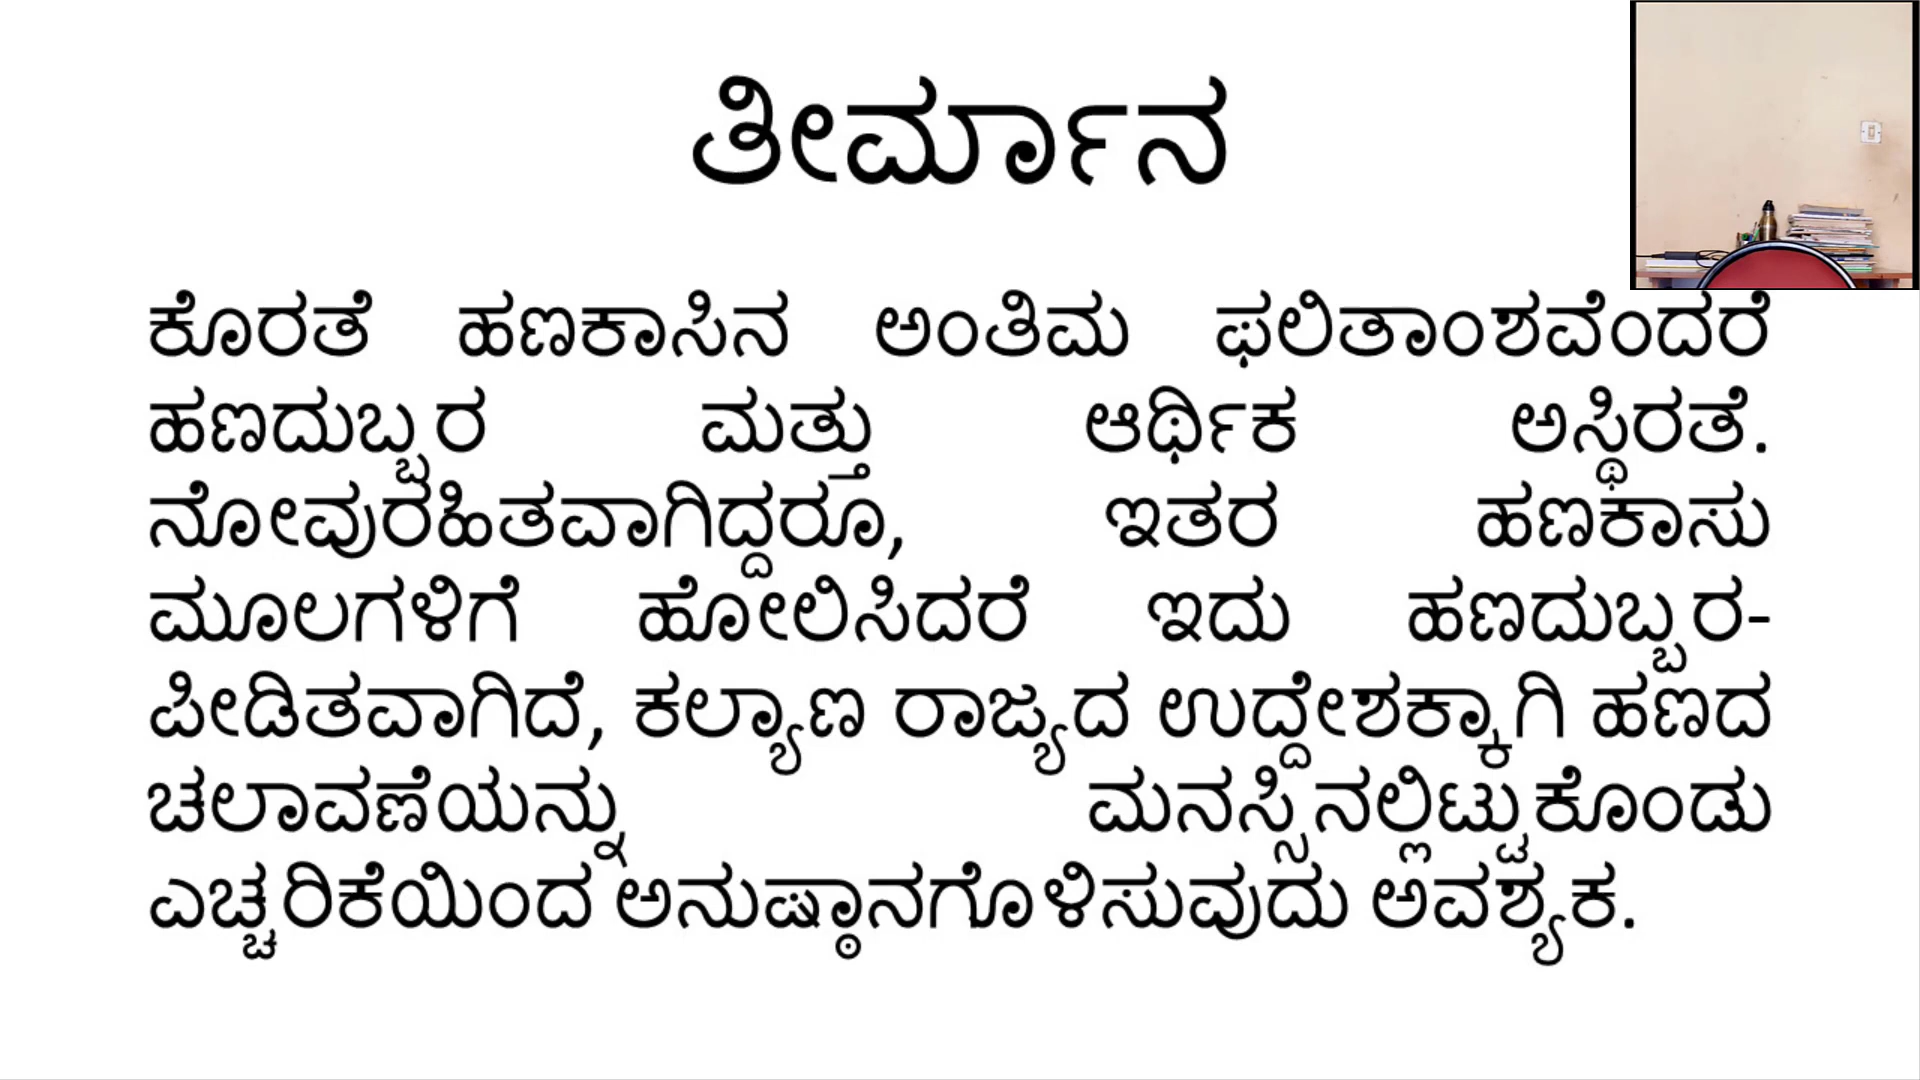 ತೀರ್ಮಾನ
ಕೊರತೆ ಹಣಕಾಸಿನ ಅಂತಿಮ ಫಲಿತಾಂಶವೆಂದರೆ
ಹಣದುಬ್ಬರ ಮತ್ತು ಆರ್ಥಿಕ ಅಸ್ಥಿರತೆ.
ನೋವುರಹಿತವಾಗಿದ್ದರೂ, ಇತರ ಹಣಕಾಸು
ಮೂಲಗಳಿಗೆ ಹೋಲಿಸಿದರೆ ಇದು ಹಣದುಬ್ಬರ-
ಪೀಡಿತವಾಗಿದೆ, ಕಲ್ಯಾಣ ರಾಜ್ಯದ ಉದ್ದೇಶಕ್ಕಾಗಿ ಹಣದ
ಚಲಾವಣೆಯನ್ನು ಮನಸ್ಸಿನಲ್ಲಿಟ್ಟುಕೊಂಡು
ಎಚ್ಚರಿಕೆಯಿಂದ ಅನುಷ್ಠಾನಗೊಳಿಸುವುದು ಅವಶ್ಯಕ.